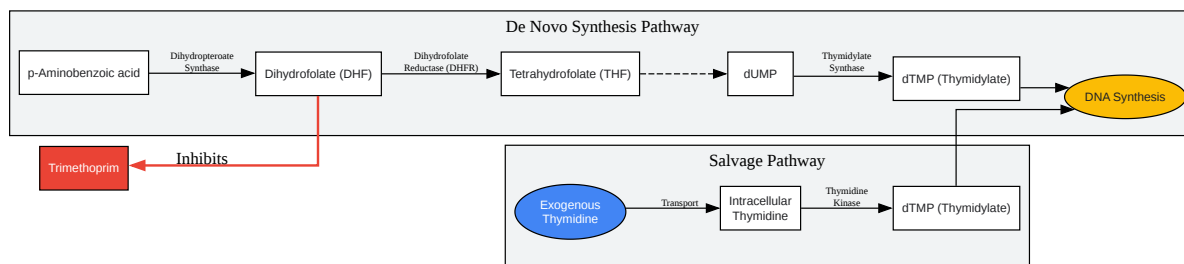 De Novo Synthesis Pathway
p-Aminobenzoic acid
Dihydropteroate
Synthase
Dihydrofolate (DHF)
Dihydrofolate
Reductase (DHFR)
Tetrahydrofolate (THF)
dUMP
Thymidylate
Synthase
dTMP (Thymidylate)
DNA Synthesis
Trimethoprim
Inhibits
Salvage Pathway
Exogenous
Thymidine
Transport
Intracellular
Thymidine
Thymidine
Kinase
dTMP (Thymidylate)